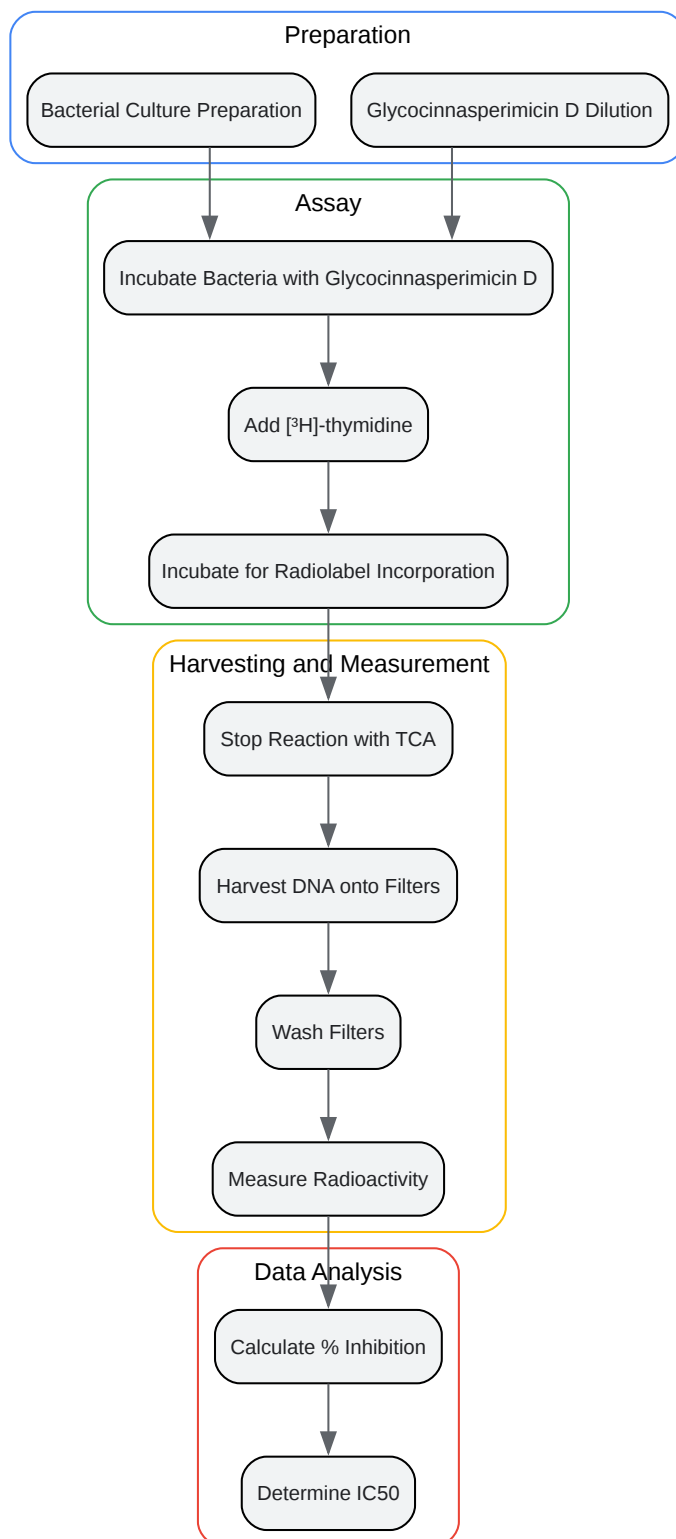 Preparation
Bacterial Culture Preparation
Glycocinnasperimicin D Dilution
Assay
Incubate Bacteria with Glycocinnasperimicin D
Add [³H]-thymidine
Incubate for Radiolabel Incorporation
Harvesting and Measurement
Stop Reaction with TCA
Harvest DNA onto Filters
Wash Filters
Measure Radioactivity
Data Analysis
Calculate % Inhibition
Determine IC50